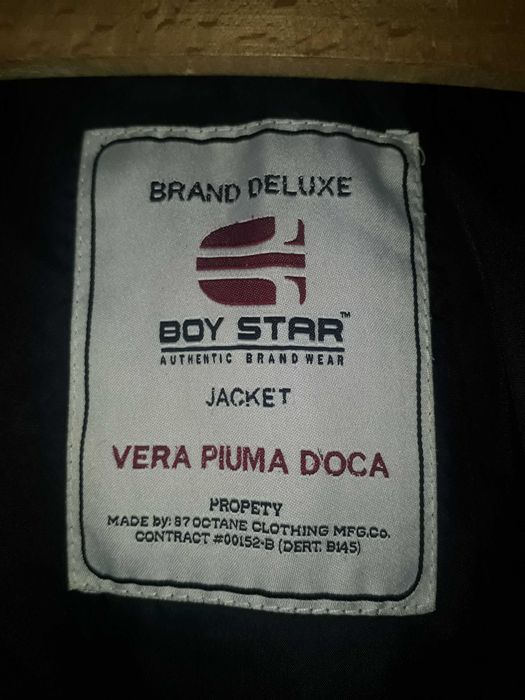 BRAND DELUXE
BOY STAR™
AUTHENTIC BRAND WEAR
JACKET
VERA PIUMA D'OCA
PROPETY
MADE by: 87 OCTANE CLOTHING MFG.Co.
CONTRACT #00152-B (DERT. B145)